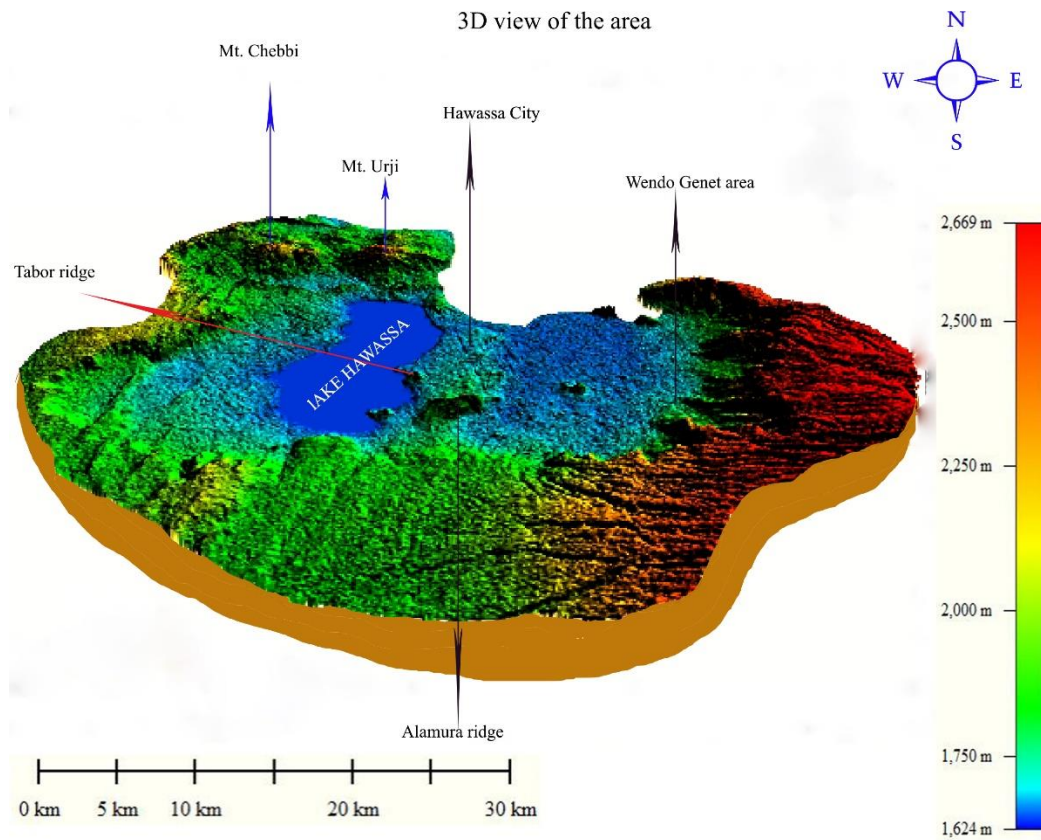 3D view of the area
N
W E
S
Mt. Chebbi
Hawassa City
Mt. Urji
Wendo Genet area
Tabor ridge
lAKE HAWASSA
Alamura ridge
2,669 m
2,500 m
2,250 m
2,000 m
1,750 m
1,624 m
0 km 5 km 10 km 20 km 30 km